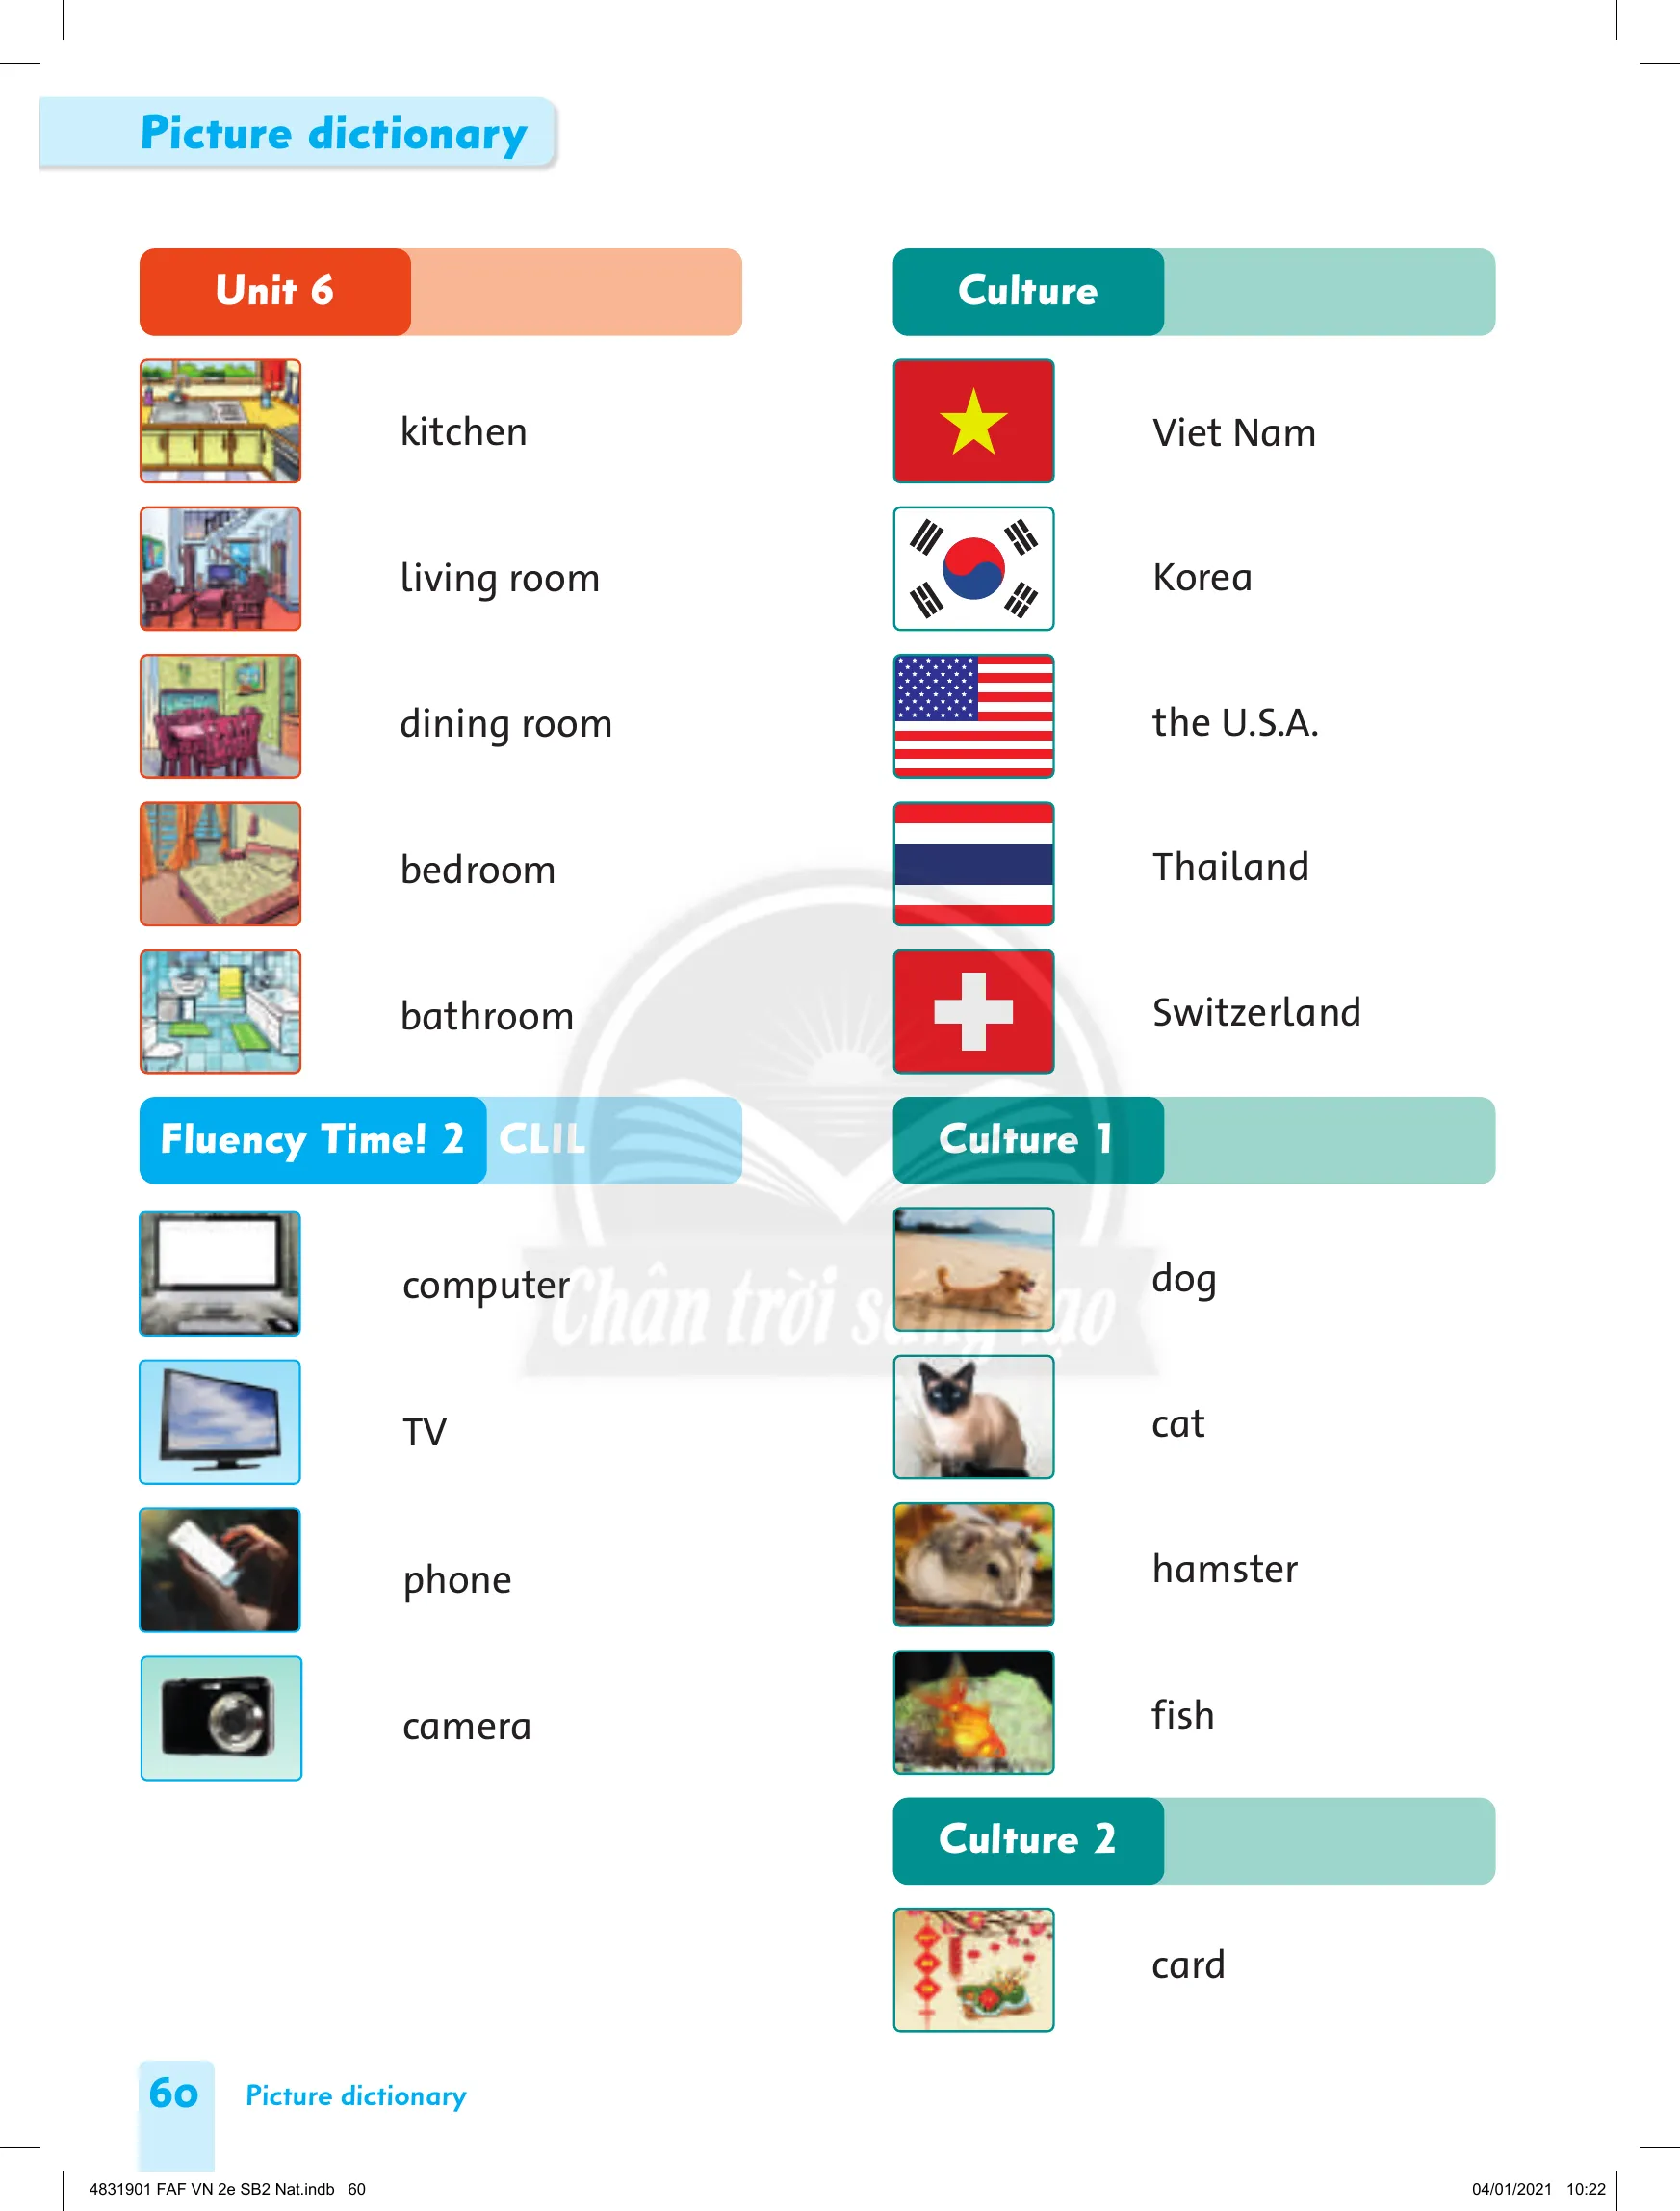 Picture dictionary
Unit 6
kitchen
living room
dining room
bedroom
bathroom
Fluency Time! 2 CLIL
computer
TV
phone
camera
Culture
Viet Nam
Korea
the U.S.A.
Thailand
Switzerland
Culture 1
dog
cat
hamster
fish
Culture 2
card
Chân trời sáng tạo
60 Picture dictionary
4831901 FAF VN 2e SB2 Nat.indb 60
04/01/2021 10:22